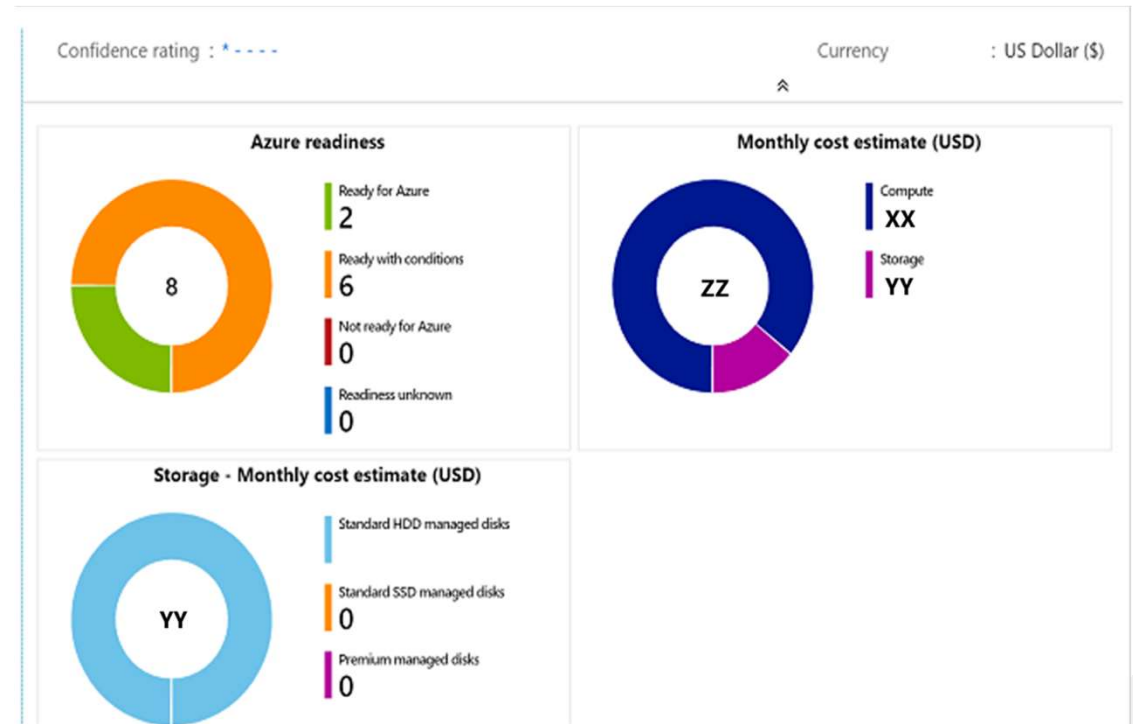 Confidence rating : * - - - -
Currency : US Dollar ($)
Azure readiness
8
Ready for Azure
2
Ready with conditions
6
Not ready for Azure
0
Readiness unknown
0
Monthly cost estimate (USD)
ZZ
Compute
XX
Storage
YY
Storage - Monthly cost estimate (USD)
YY
Standard HDD managed disks
Standard SSD managed disks
0
Premium managed disks
0